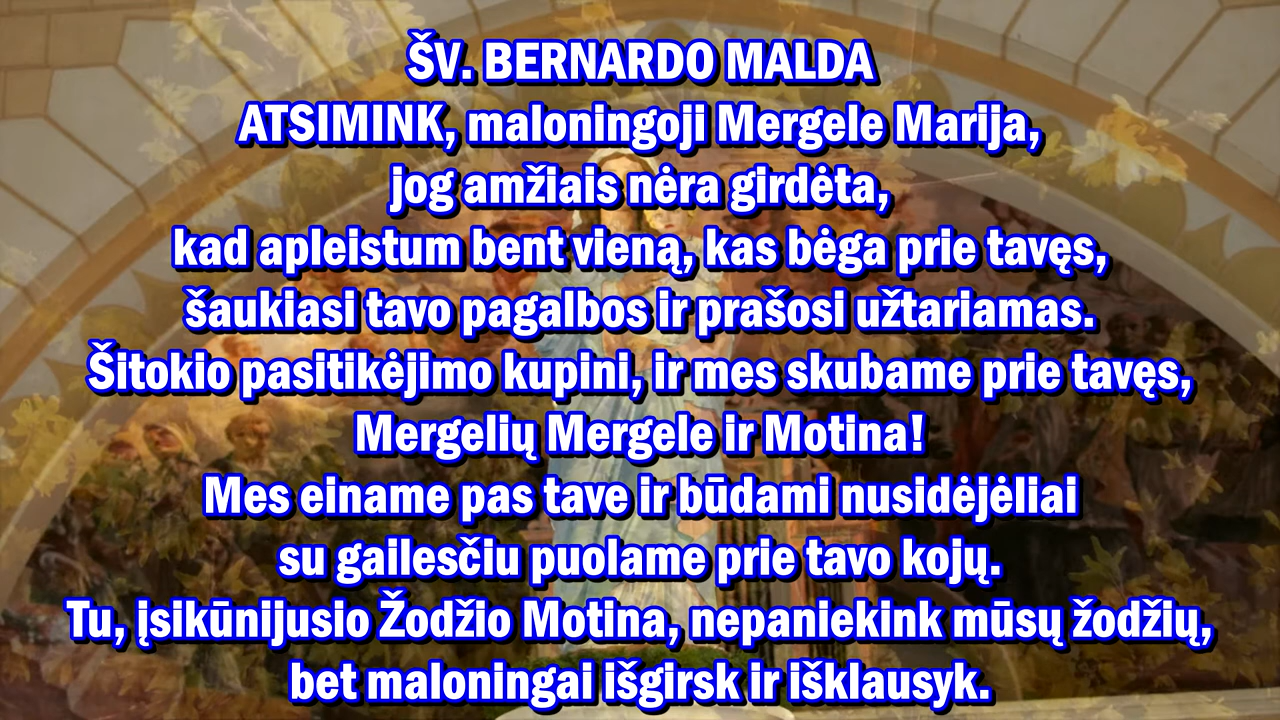 ŠV. BERNARDO MALDA
ATSIMINK, maloningoji Mergele Marija,
jog amžiais nėra girdėta,
kad apleistum bent vieną, kas bėga prie tavęs,
šaukiasi tavo pagalbos ir prašosi užtariamas.
Šitokio pasitikėjimo kupini, ir mes skubame prie tavęs,
Mergelių Mergele ir Motina!
Mes einame pas tave ir būdami nusidėjėliai
su gailesčiu puolame prie tavo kojų.
Tu, įsikūnijusio Žodžio Motina, nepaniekink mūsų žodžių,
bet maloningai išgirsk ir išklausyk.